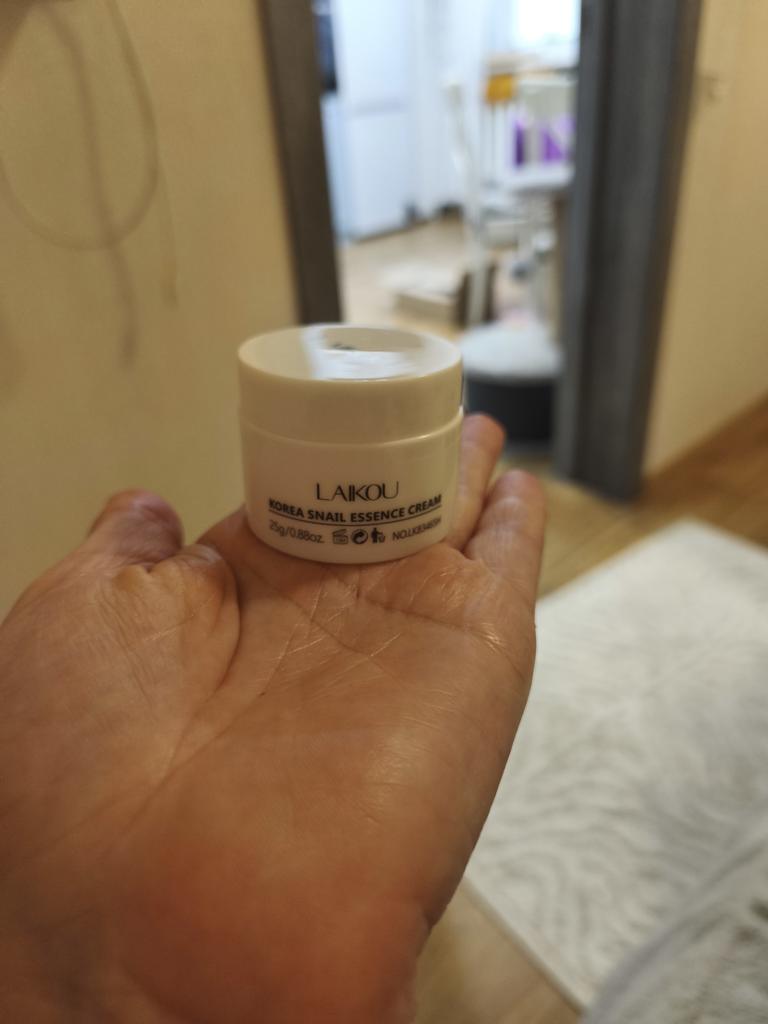 LAIKOU
KOREA SNAIL ESSENCE CREAM
25g/0.88oz.